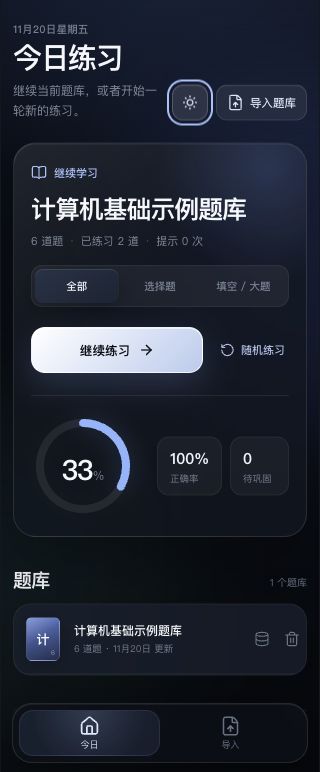 11月20日星期五
今日练习
继续当前题库，或者开始一
轮新的练习。
导入题库
继续学习
计算机基础示例题库
6 道题 · 已练习 2 道 · 提示 0 次
全部
选择题
填空 / 大题
继续练习
随机练习
33%
100%
正确率
0
待巩固
题库
1 个题库
计
6
计算机基础示例题库
6 道题 · 11月20日 更新
今日
导入